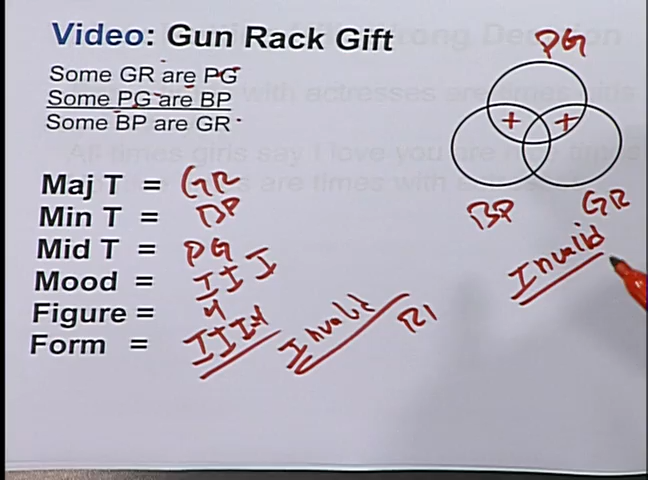 Video: Gun Rack Gift
Some GR are PG
Some PG are BP
Some BP are GR
Maj T = GR
Min T = BP
Mid T = PG
Mood = III
Figure = 4
Form = III-4
Invalid R1
PG
+ +
BP GR
Invalid